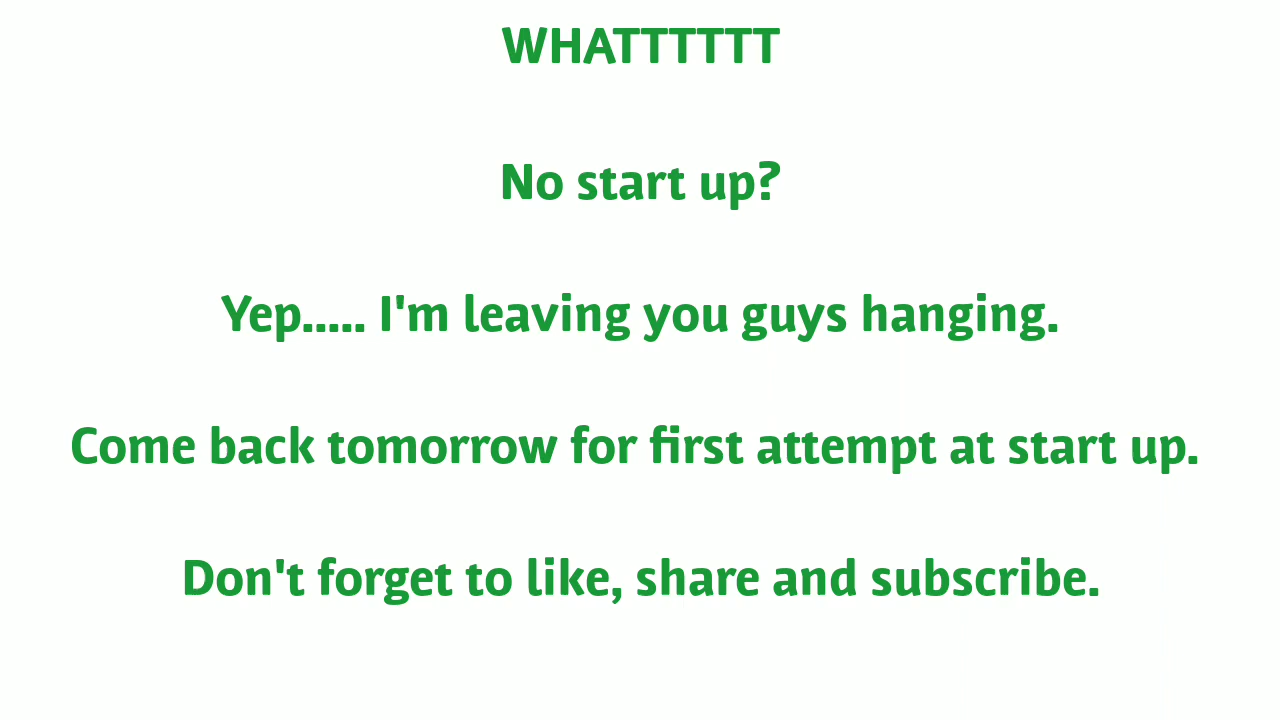 WHATTTTTT
No start up?
Yep..... I'm leaving you guys hanging.
Come back tomorrow for first attempt at start up.
Don't forget to like, share and subscribe.